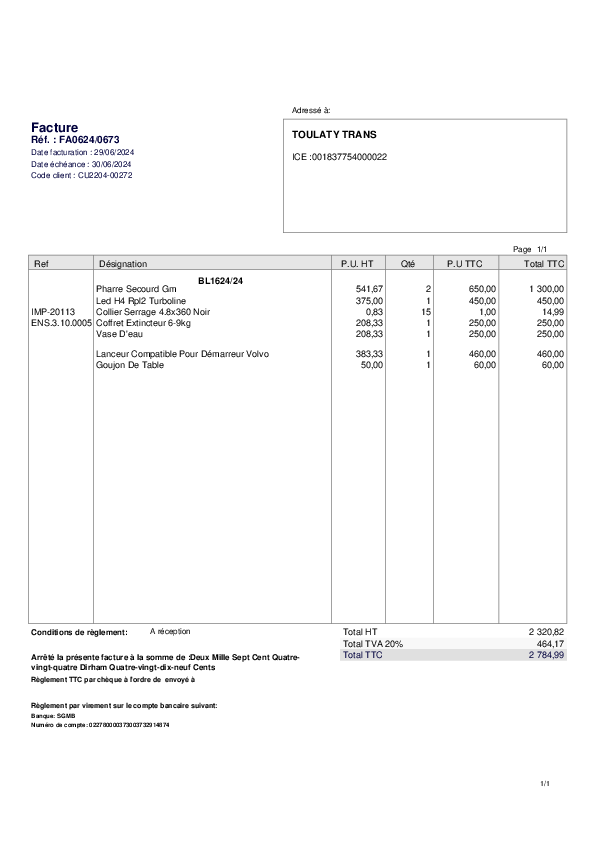 Adressé à:
Facture
Réf. : FA0624/0673
Date facturation : 29/06/2024
Date échéance : 30/06/2024
Code client : CU2204-00272
TOULATY TRANS
ICE :001837754000022
Page 1/1
Ref Désignation P.U. HT Qté P.U TTC Total TTC
BL1624/24
Pharre Secourd Gm 541,67 2 650,00 1 300,00
Led H4 Rpl2 Turboline 375,00 1 450,00 450,00
IMP-20113 Collier Serrage 4.8x360 Noir 0,83 15 1,00 14,99
ENS.3.10.0005 Coffret Extincteur 6-9kg 208,33 1 250,00 250,00
Vase D'eau 208,33 1 250,00 250,00
Lanceur Compatible Pour Démarreur Volvo 383,33 1 460,00 460,00
Goujon De Table 50,00 1 60,00 60,00
Conditions de règlement: A réception
Total HT 2 320,82
Total TVA 20% 464,17
Total TTC 2 784,99
Arrêté la présente facture à la somme de :Deux Mille Sept Cent Quatre-
vingt-quatre Dirham Quatre-vingt-dix-neuf Cents
Règlement TTC par chèque à l'ordre de envoyé à
Règlement par virement sur le compte bancaire suivant:
Banque: SGMB
Numéro de compte: 022780000373003732914874
1/1